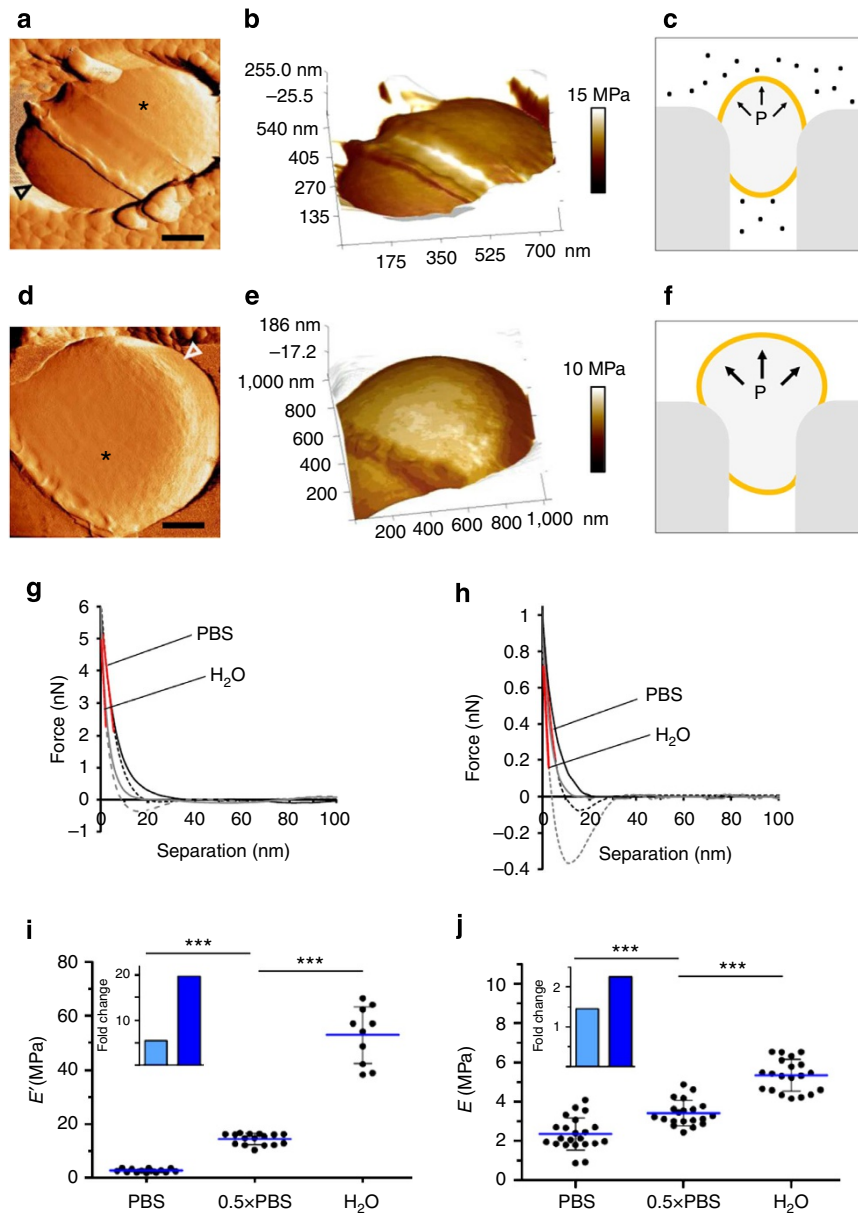 a
*
b
255.0 nm
–25.5
540 nm
405
270
135
175 350 525 700 nm
15 MPa
c
P
d
*
e
186 nm
–17.2
1,000 nm
800
600
400
200
200 400 600 800 1,000 nm
10 MPa
f
P
g
6
5
4
3
2
1
0
–1
0 20 40 60 80 100
Force (nN)
Separation (nm)
PBS
H₂O
h
1
0.8
0.6
0.4
0.2
0
–0.2
–0.4
0 20 40 60 80 100
Force (nN)
Separation (nm)
PBS
H₂O
i
*** ***
80
60
40
20
0
E′(MPa)
20
10
Fold change
PBS 0.5×PBS H₂O
j
*** ***
10
8
6
4
2
0
E (MPa)
2
1
Fold change
PBS 0.5×PBS H₂O